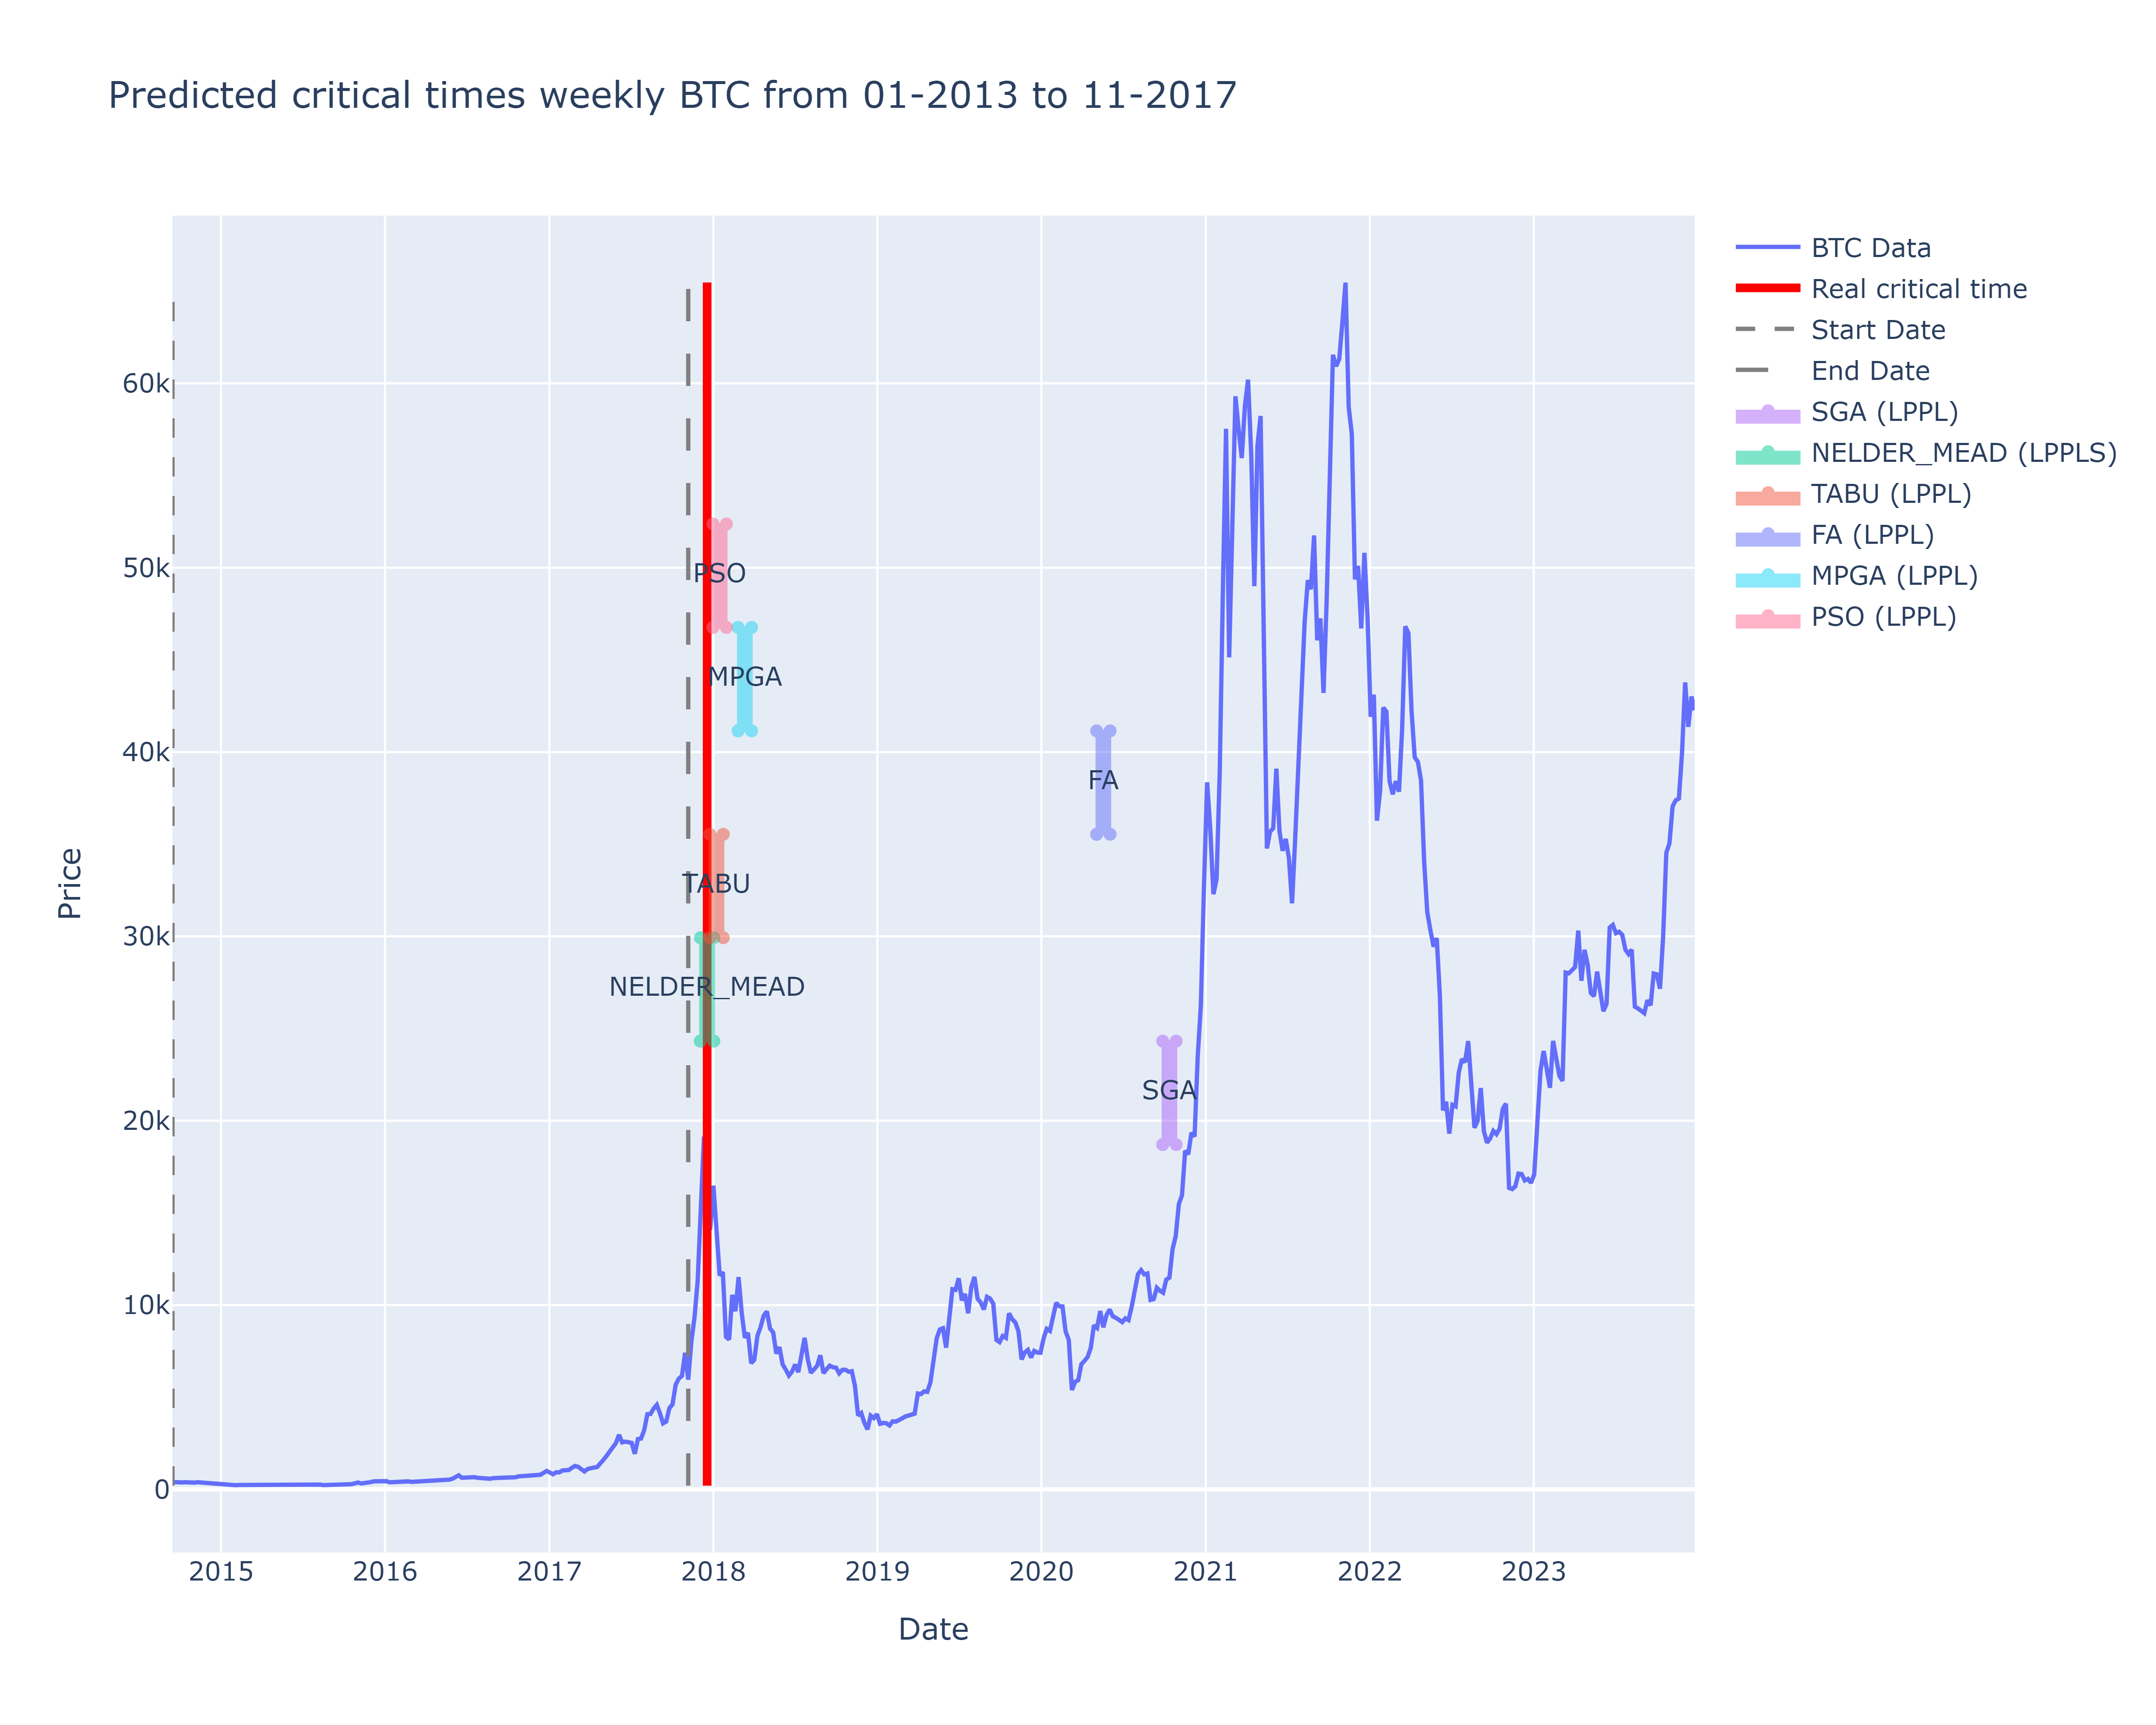 Predicted critical times weekly BTC from 01-2013 to 11-2017
BTC Data
Real critical time
Start Date
End Date
SGA (LPPL)
NELDER_MEAD (LPPLS)
TABU (LPPL)
FA (LPPL)
MPGA (LPPL)
PSO (LPPL)
60k
50k
40k
30k
20k
10k
0
Price
PSO
MPGA
FA
TABU
NELDER_MEAD
SGA
2015
2016
2017
2018
2019
2020
2021
2022
2023
Date